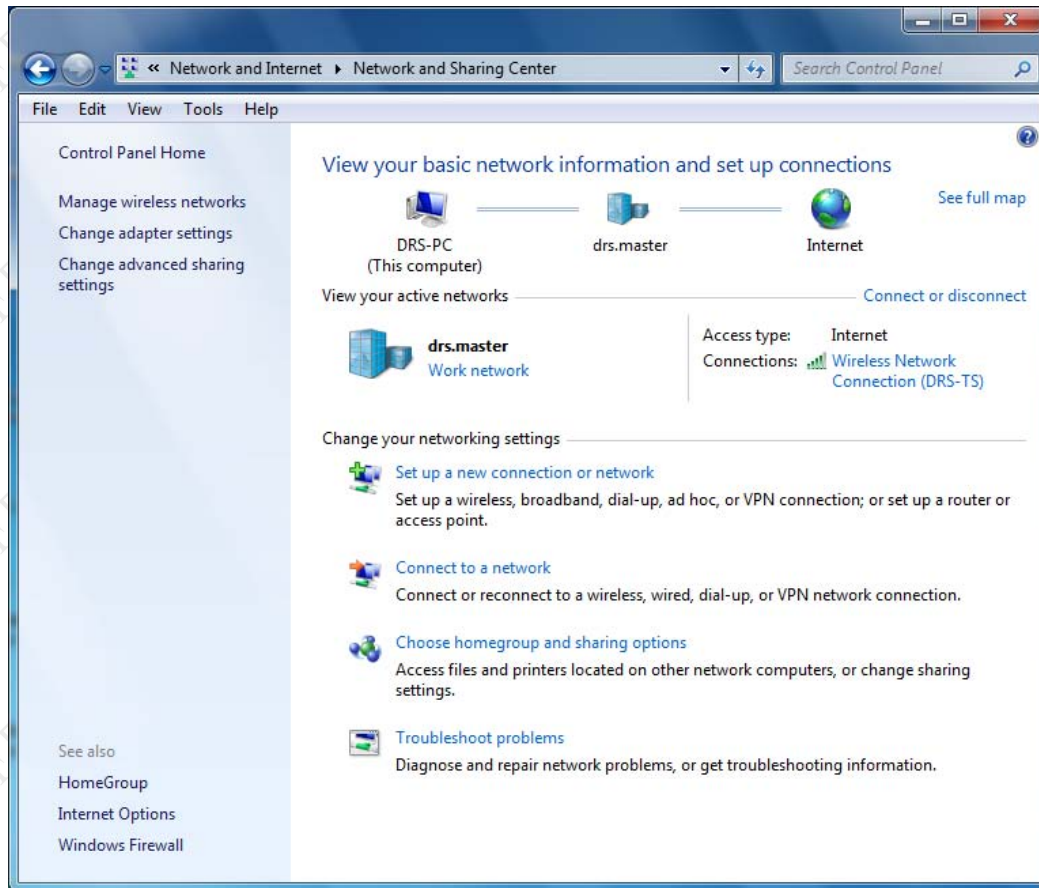 « Network and Internet ▸ Network and Sharing Center
Search Control Panel
File Edit View Tools Help
Control Panel Home
Manage wireless networks
Change adapter settings
Change advanced sharing
settings
See also
HomeGroup
Internet Options
Windows Firewall
View your basic network information and set up connections
DRS-PC
(This computer)
drs.master
Internet
See full map
View your active networks
Connect or disconnect
drs.master
Work network
Access type: Internet
Connections: Wireless Network
Connection (DRS-TS)
Change your networking settings
Set up a new connection or network
Set up a wireless, broadband, dial-up, ad hoc, or VPN connection; or set up a router or
access point.
Connect to a network
Connect or reconnect to a wireless, wired, dial-up, or VPN network connection.
Choose homegroup and sharing options
Access files and printers located on other network computers, or change sharing
settings.
Troubleshoot problems
Diagnose and repair network problems, or get troubleshooting information.